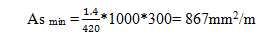 As min = 1.4/420 *1000*300= 867mm²/m